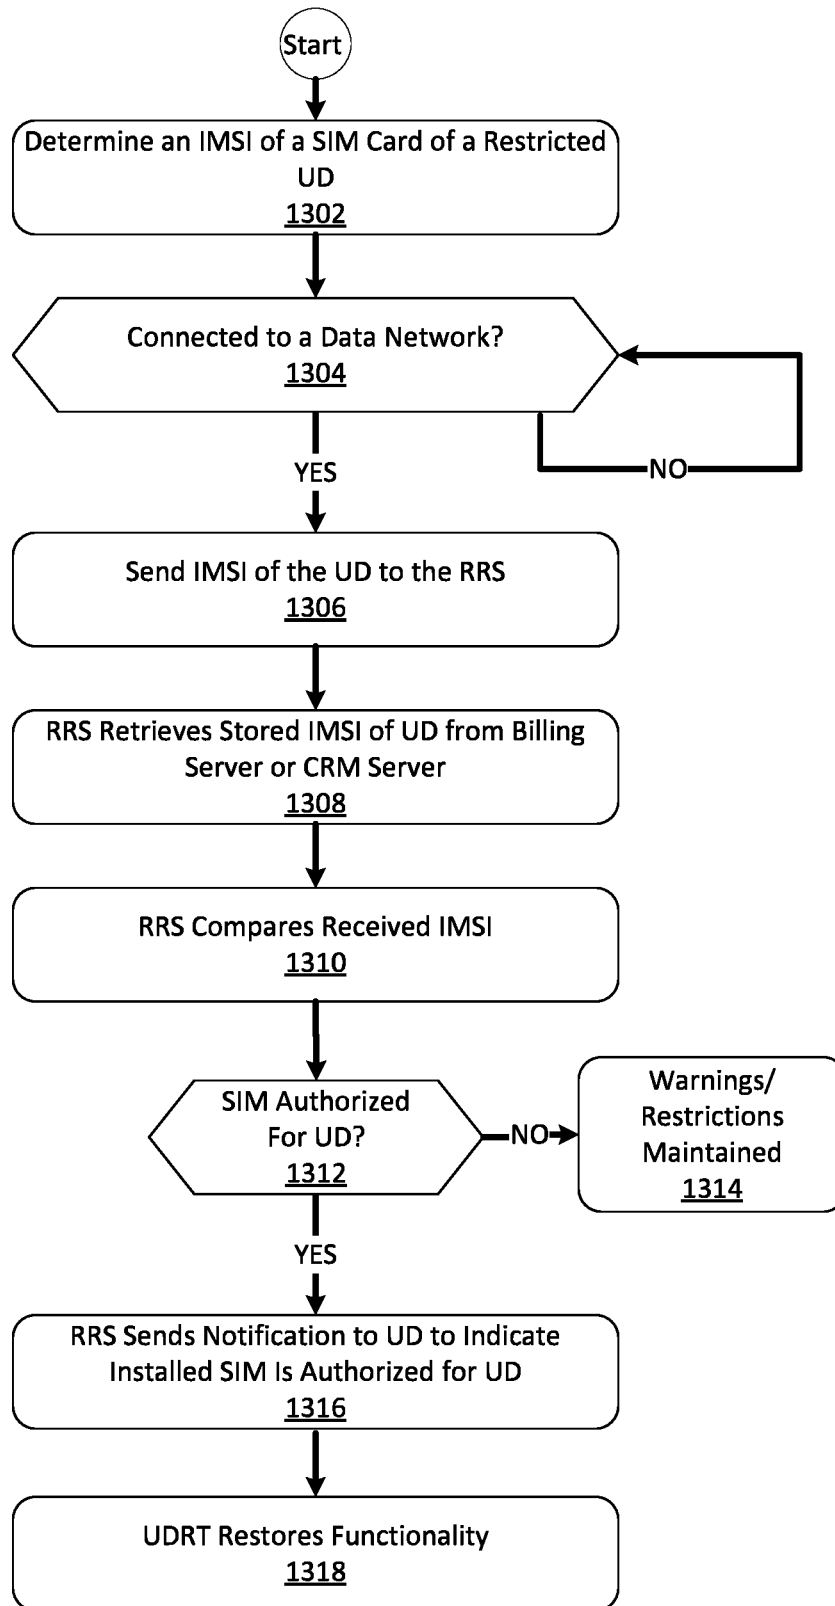 Start
Determine an IMSI of a SIM Card of a Restricted
UD
1302
Connected to a Data Network?
1304
YES
NO
Send IMSI of the UD to the RRS
1306
RRS Retrieves Stored IMSI of UD from Billing
Server or CRM Server
1308
RRS Compares Received IMSI
1310
SIM Authorized
For UD?
1312
NO
Warnings/
Restrictions
Maintained
1314
YES
RRS Sends Notification to UD to Indicate
Installed SIM Is Authorized for UD
1316
UDRT Restores Functionality
1318